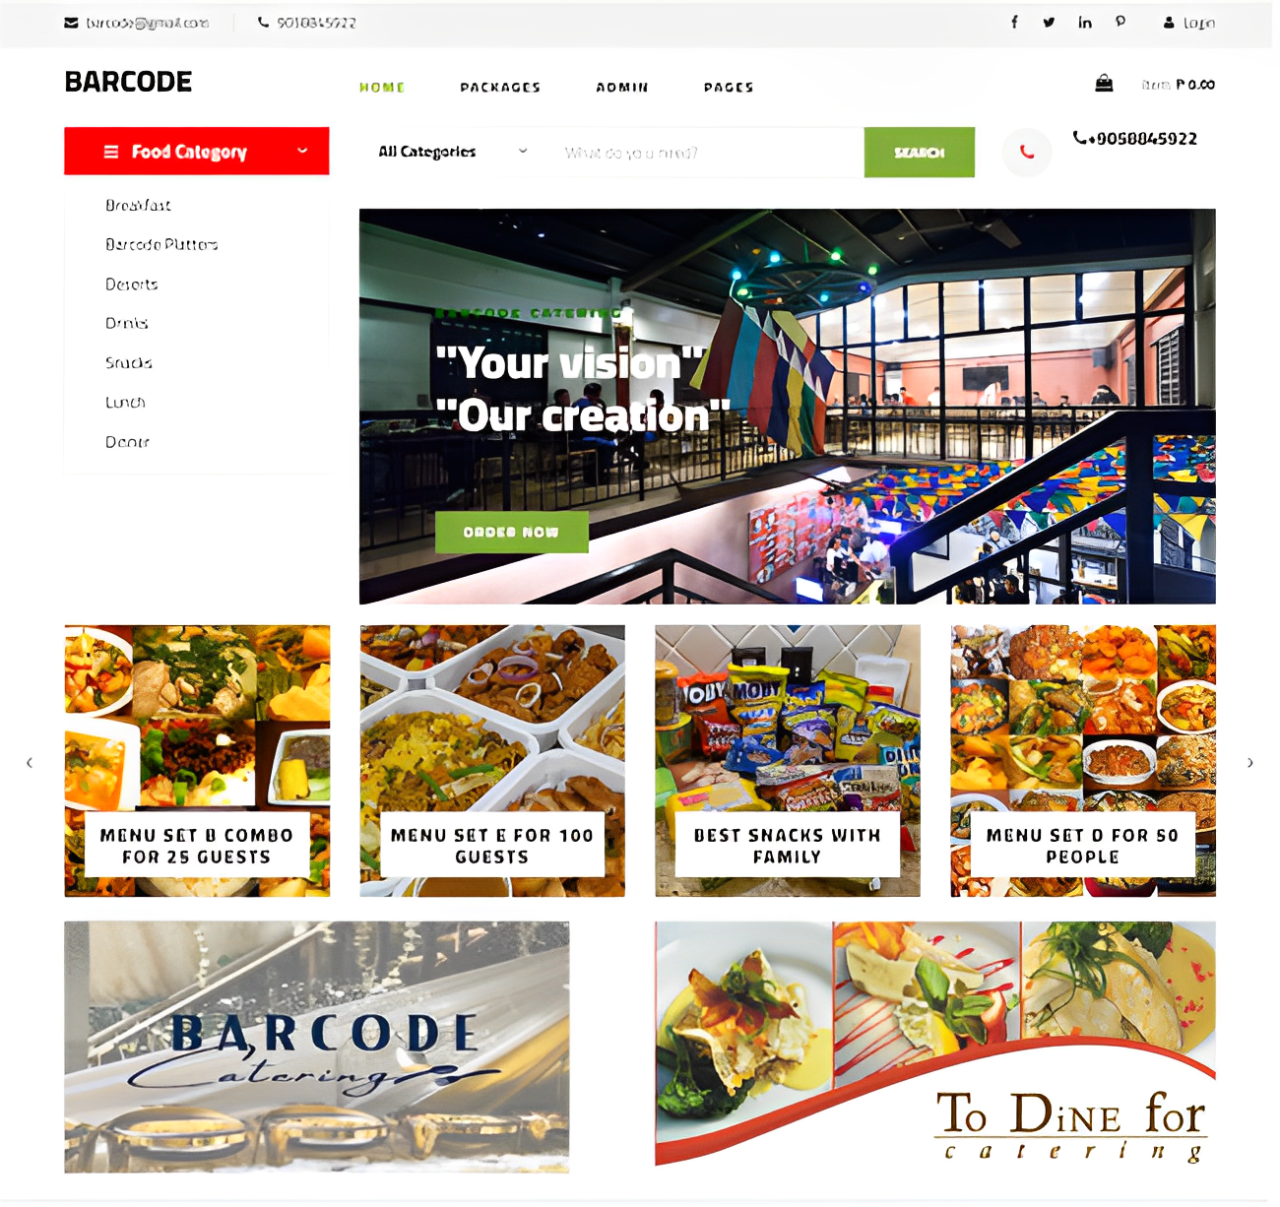 barcode@gmail.com
9010845922
Login
BARCODE
HOME
PACKAGES
ADMIN
PAGES
item: ₱ 0.00
Food Category
All Categories
What do you need?
SEARCH
+9058845922
Breakfast
Barcode Platters
Deserts
Drinks
Snacks
Lunch
BARCODE CATERING
"Your vision"
"Our creation"
ORDER NOW
MOBY
MOBY
MENU SET B COMBO
FOR 25 GUESTS
MENU SET E FOR 100
GUESTS
BEST SNACKS WITH
FAMILY
MENU SET D FOR 50
PEOPLE
BARCODE
Catering
To Dine for
catering